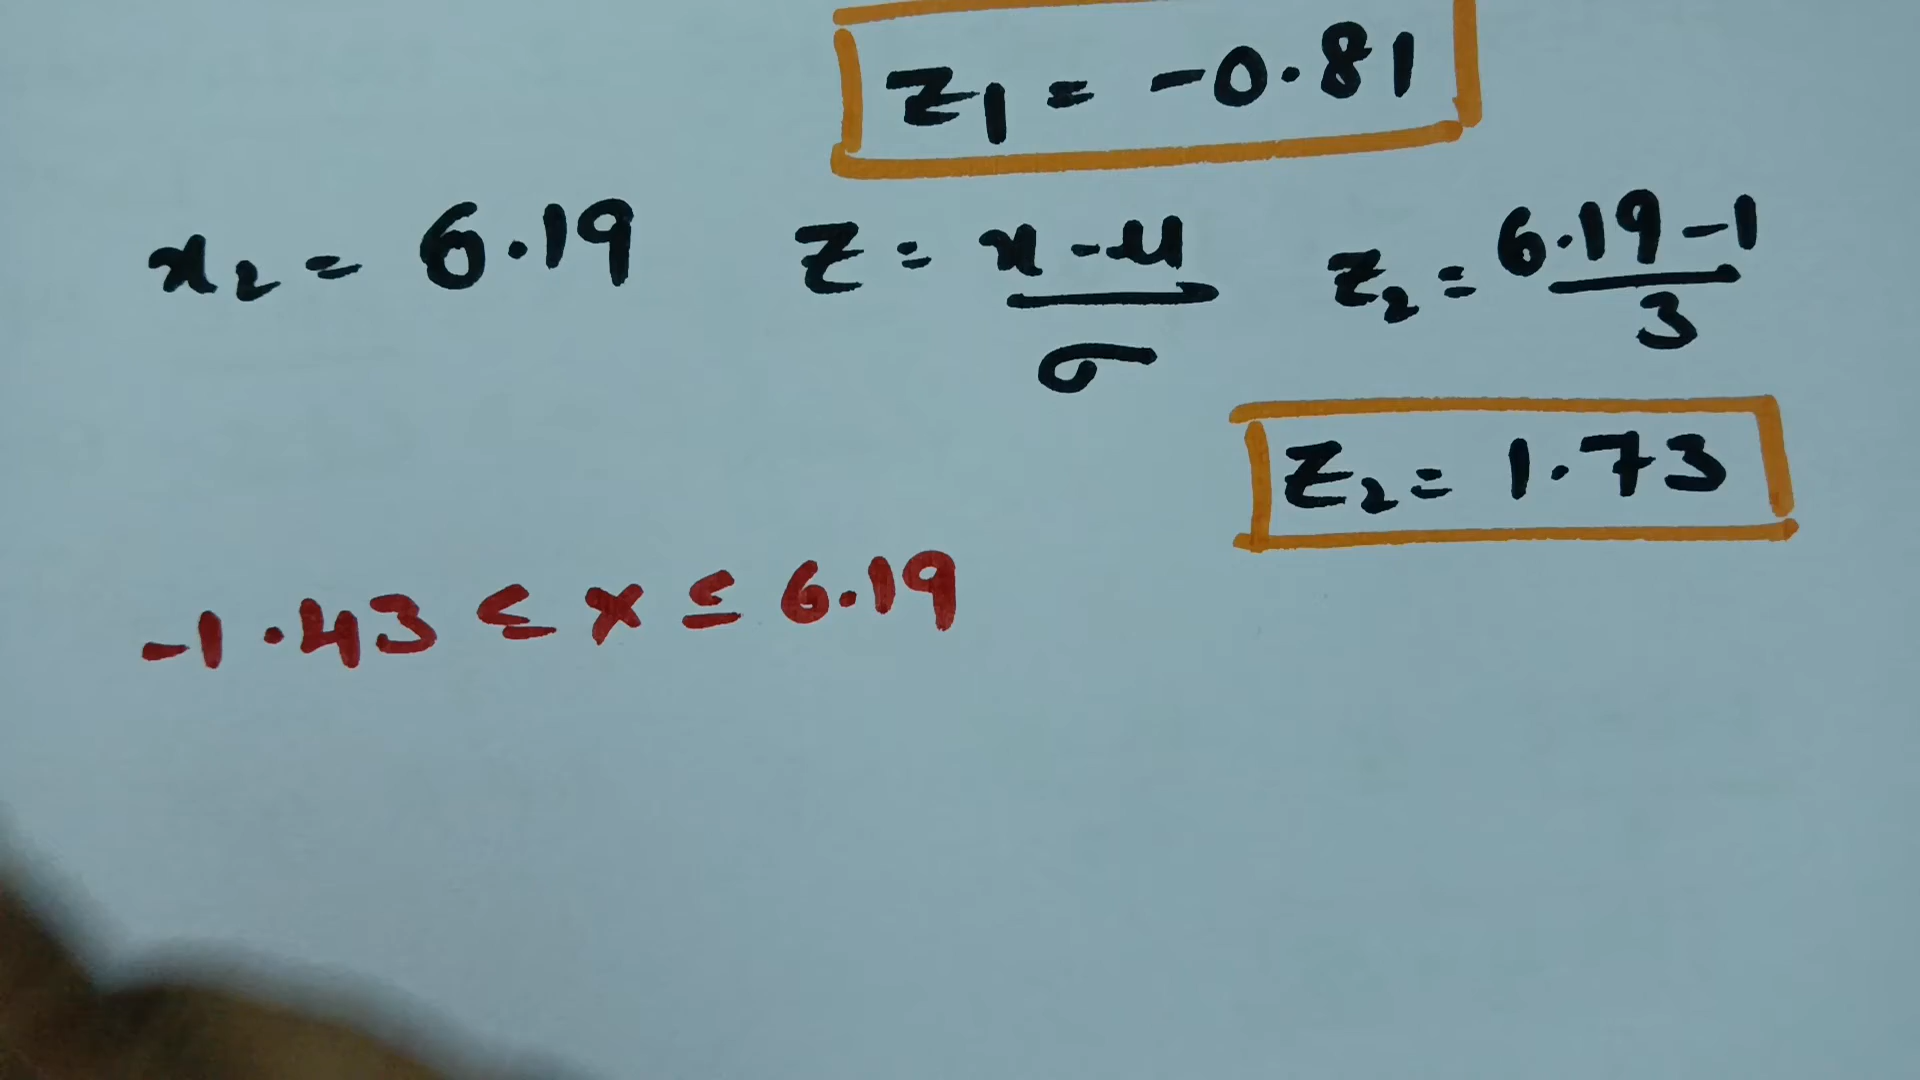 z1 = -0.81
x2 = 6.19 z = x-μ/σ z2 = 6.19-1/3
z2 = 1.73
-1.43 ≤ x ≤ 6.19